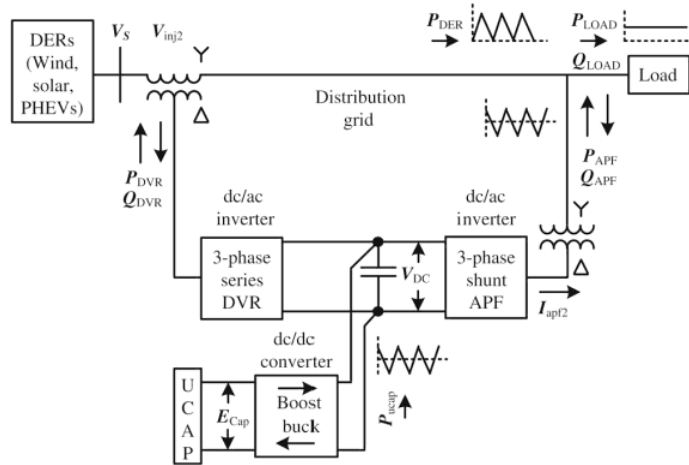 DERs
(Wind,
solar,
PHEVs)
V_S
V_inj2
Y
Δ
P_DER
P_LOAD
Q_LOAD
Load
Distribution
grid
P_DVR
Q_DVR
P_APF
Q_APF
dc/ac
inverter
3-phase
series
DVR
V_DC
dc/ac
inverter
3-phase
shunt
APF
Y
Δ
I_apf2
dc/dc
converter
UCAP
E_Cap
Boost
buck
P_ucap